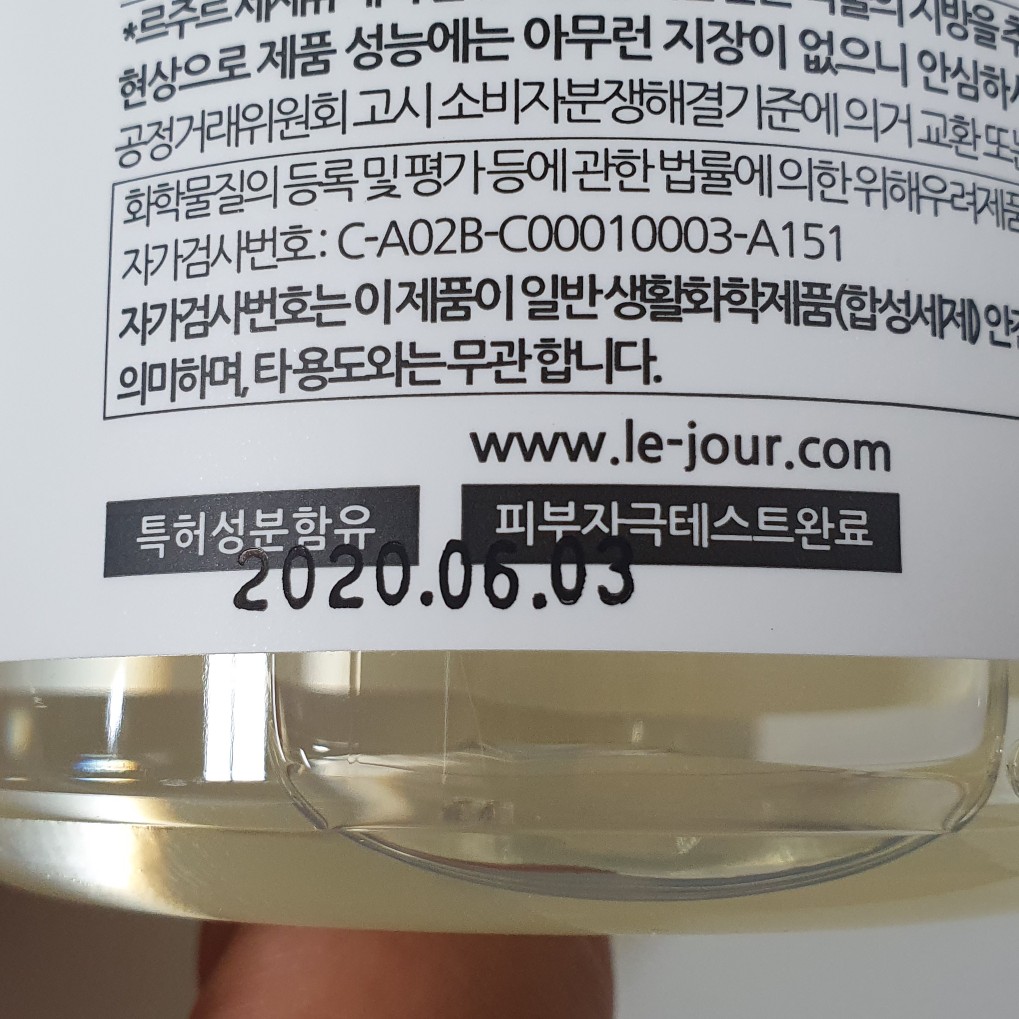 *르주르
현상으로 제품 성능에는 아무런 지장이 없으니 안심하
공정거래위원회 고시 소비자분쟁해결기준에 의거 교환 또는
화학물질의 등록 및 평가 등에 관한 법률에 의한 위해우려제품
자가검사번호 : C-A02B-C00010003-A151
자가검사번호는 이 제품이 일반 생활화학제품(합성세제) 안전
의미하며, 타 용도와는 무관 합니다.
www.le-jour.com
특허성분함유 피부자극테스트완료
2020.06.03